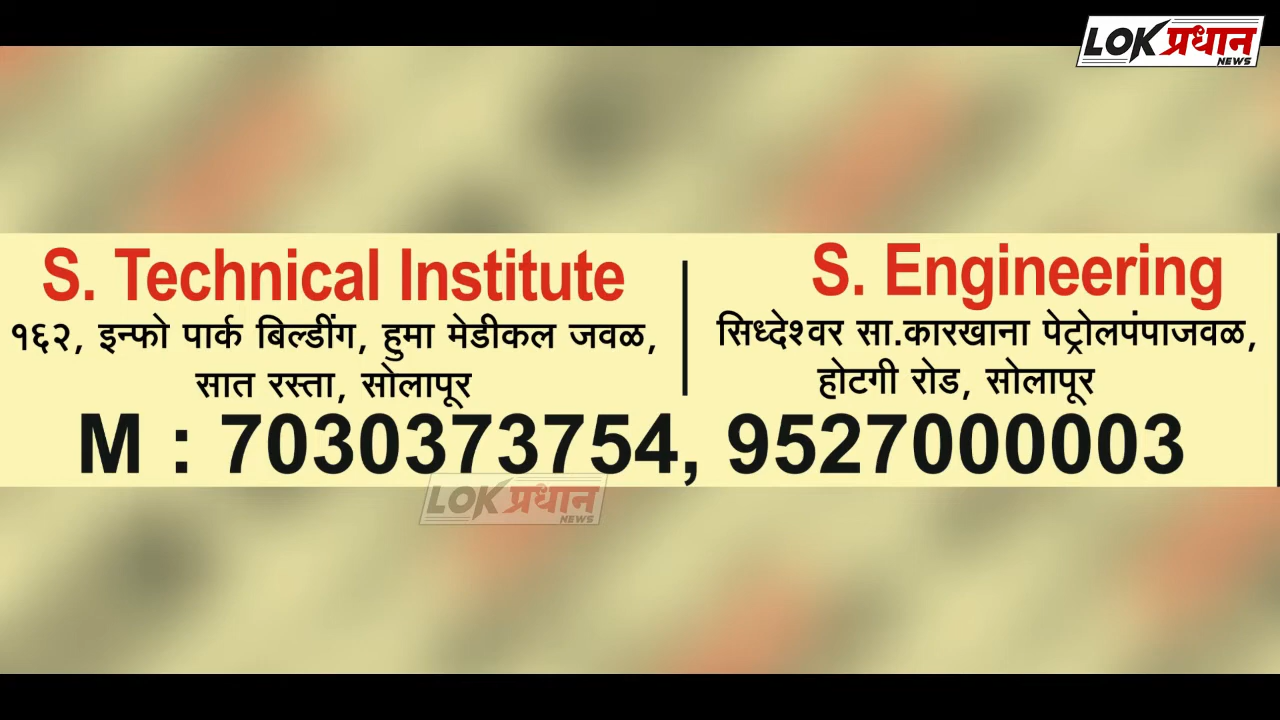 LOK प्रधान
NEWS
S. Technical Institute
१६२, इन्फो पार्क बिल्डींग, हुमा मेडीकल जवळ,
सात रस्ता, सोलापूर
S. Engineering
सिध्देश्वर सा.कारखाना पेट्रोलपंपाजवळ,
होटगी रोड, सोलापूर
M : 7030373754, 9527000003
LOK प्रधान
NEWS